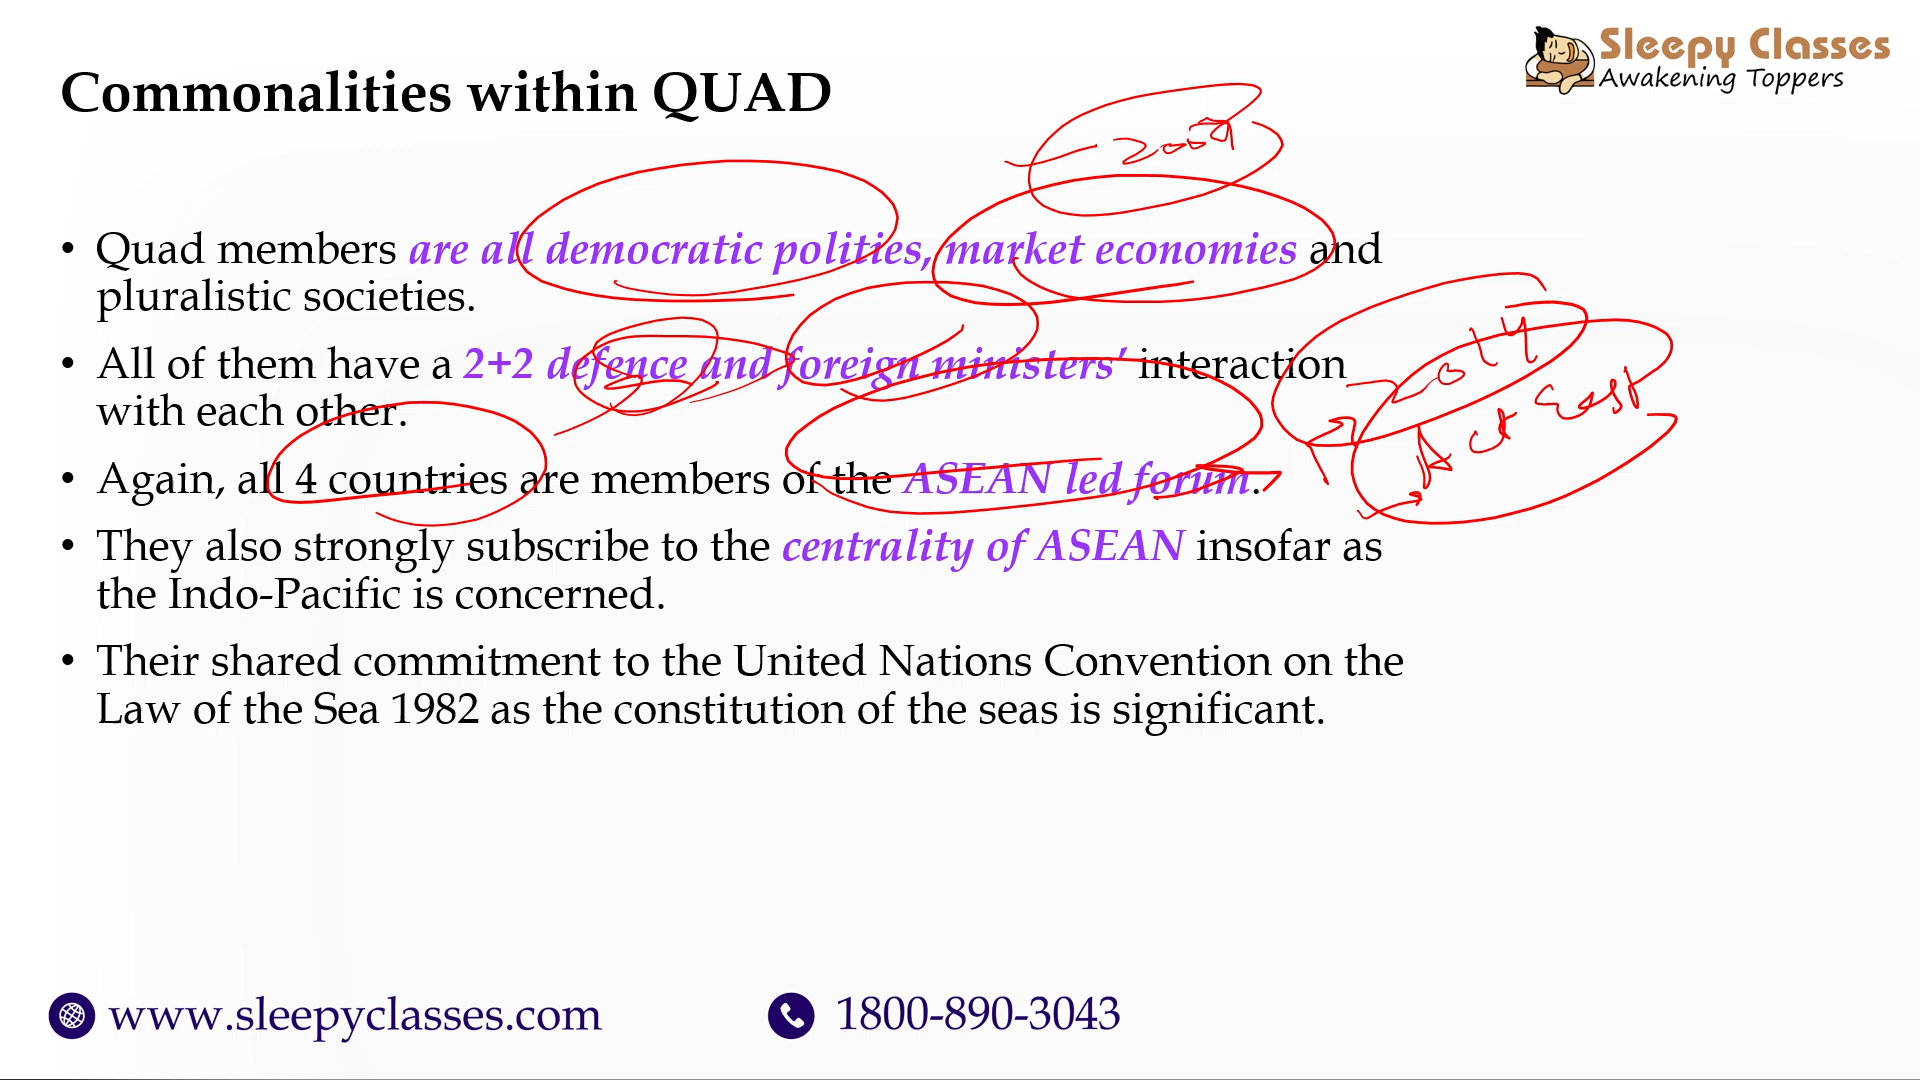 Sleepy Classes
Awakening Toppers
Commonalities within QUAD
• Quad members are all democratic polities, market economies and
pluralistic societies.
• All of them have a 2+2 defence and foreign ministers’ interaction
with each other.
• Again, all 4 countries are members of the ASEAN led forum.
• They also strongly subscribe to the centrality of ASEAN insofar as
the Indo-Pacific is concerned.
• Their shared commitment to the United Nations Convention on the
Law of the Sea 1982 as the constitution of the seas is significant.
2014
Act East
www.sleepyclasses.com
1800-890-3043